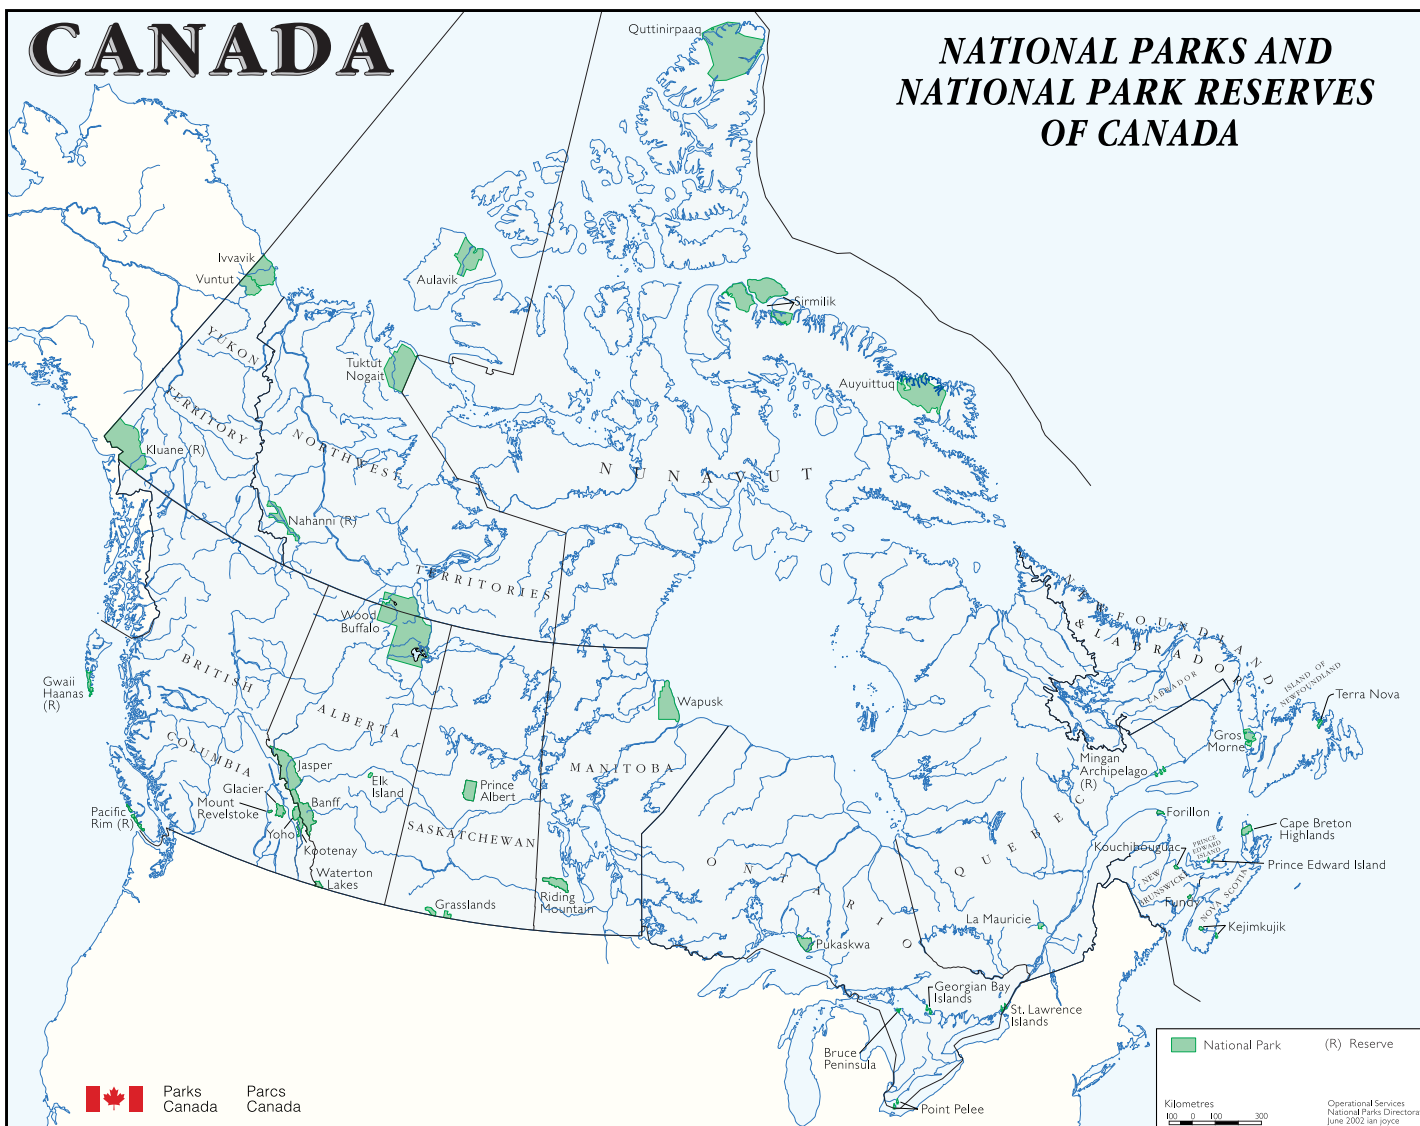 CANADA
NATIONAL PARKS AND
NATIONAL PARK RESERVES
OF CANADA
Quttinirpaaq
Ivvavik
Vuntut
Aulavik
Sirmilik
Tuktut
Nogait
Auyuittuq
YUKON
TERRITORY
Kluane (R)
NORTHWEST
TERRITORIES
NUNAVUT
Nahanni (R)
Wood
Buffalo
Gwaii
Haanas
(R)
BRITISH
COLUMBIA
ALBERTA
SASKATCHEWAN
MANITOBA
Wapusk
ONTARIO
QUEBEC
NEWFOUNDLAND
& LABRADOR
LABRADOR
ISLAND OF
NEWFOUNDLAND
Terra Nova
Gros
Morne
Mingan
Archipelago
(R)
Jasper
Glacier
Mount
Revelstoke
Banff
Yoho
Kootenay
Elk
Island
Prince
Albert
Pacific
Rim (R)
Waterton
Lakes
Grasslands
Riding
Mountain
Pukaskwa
Forillon
Cape Breton
Highlands
Kouchibouguac
PRINCE
EDWARD
ISLAND
Prince Edward Island
NEW
BRUNSWICK
Fundy
NOVA SCOTIA
La Mauricie
Kejimkujik
Georgian Bay
Islands
St. Lawrence
Islands
Bruce
Peninsula
Point Pelee
Parks
Canada
Parcs
Canada
National Park
(R) Reserve
Kilometres
100 0 100 300
Operational Services
National Parks Directora
June 2002 ian joyce